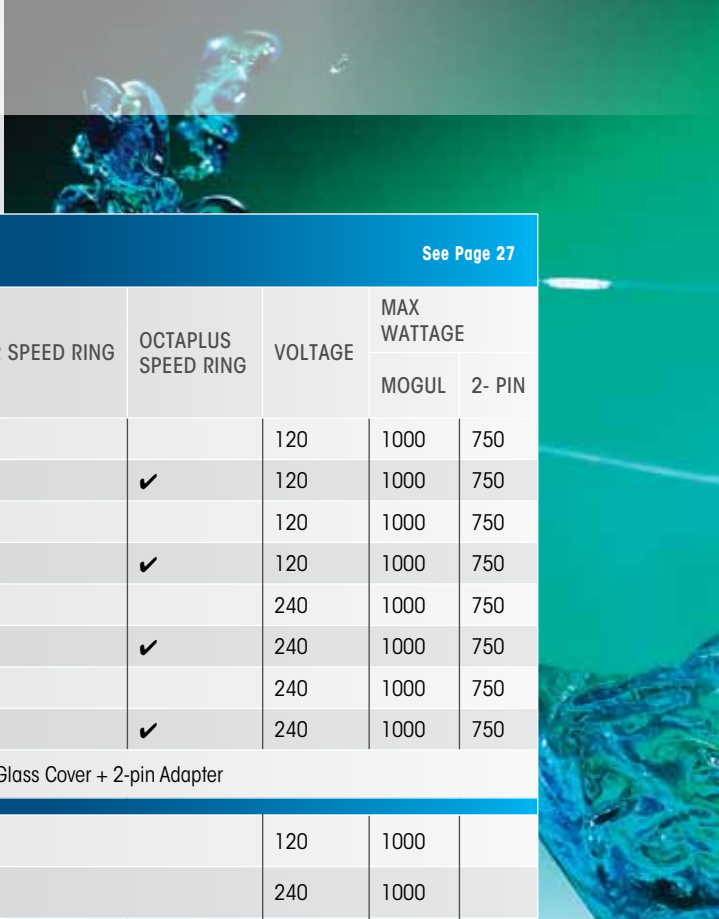 See Page 27
SPEED RING
OCTAPLUS
SPEED RING
VOLTAGE
MAX
WATTAGE
MOGUL
2- PIN
120 1000 750
✔ 120 1000 750
120 1000 750
✔ 120 1000 750
240 1000 750
✔ 240 1000 750
240 1000 750
✔ 240 1000 750
Glass Cover + 2-pin Adapter
120 1000
240 1000